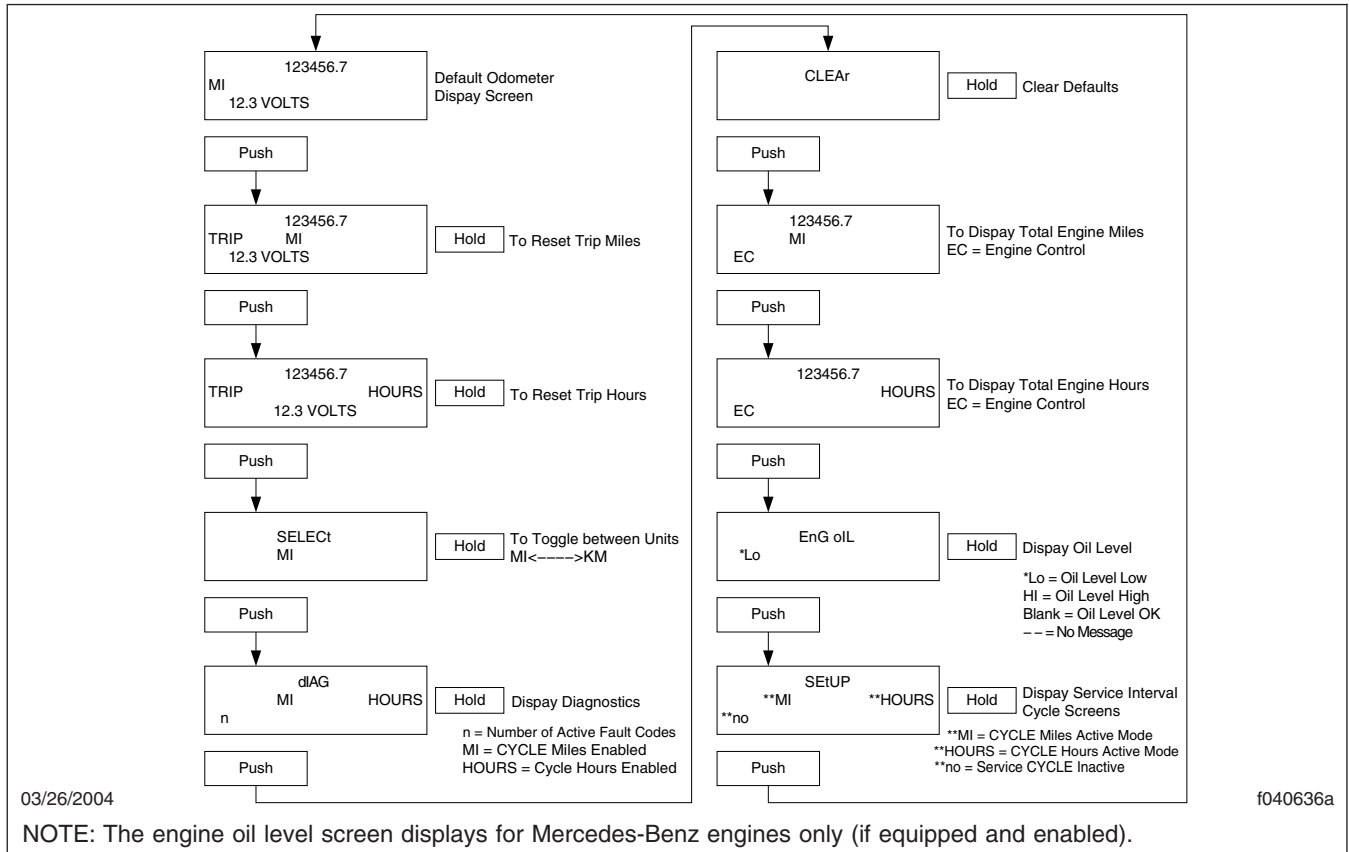 123456.7
MI
12.3 VOLTS
Default Odometer
Dispay Screen
Push
123456.7
TRIP MI
12.3 VOLTS
Hold
To Reset Trip Miles
Push
123456.7
TRIP HOURS
12.3 VOLTS
Hold
To Reset Trip Hours
Push
SELECt
MI
Hold
To Toggle between Units
MI<−−−−>KM
Push
dIAG
MI HOURS
n
Hold
Dispay Diagnostics
n = Number of Active Fault Codes
MI = CYCLE Miles Enabled
HOURS = Cycle Hours Enabled
Push
CLEAr
Hold
Clear Defaults
Push
123456.7
MI
EC
To Dispay Total Engine Miles
EC = Engine Control
Push
123456.7
HOURS
EC
To Dispay Total Engine Hours
EC = Engine Control
Push
EnG oIL
*Lo
Hold
Dispay Oil Level
*Lo = Oil Level Low
HI = Oil Level High
Blank = Oil Level OK
−− = No Message
Push
SEtUP
**MI **HOURS
**no
Hold
Dispay Service Interval
Cycle Screens
**MI = CYCLE Miles Active Mode
**HOURS = CYCLE Hours Active Mode
**no = Service CYCLE Inactive
Push
03/26/2004
f040636a
NOTE: The engine oil level screen displays for Mercedes-Benz engines only (if equipped and enabled).